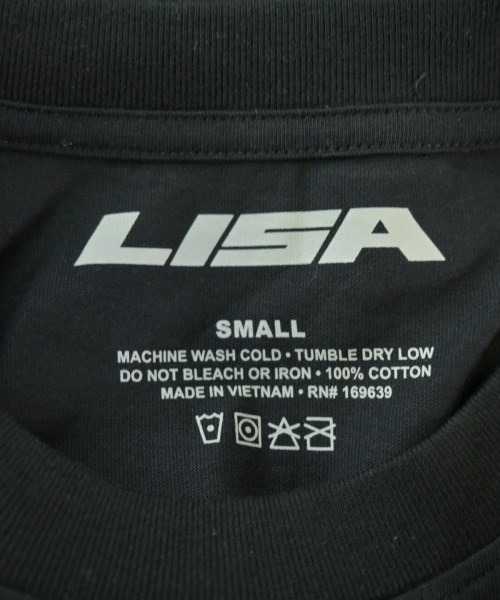 LISA
SMALL
MACHINE WASH COLD • TUMBLE DRY LOW
DO NOT BLEACH OR IRON • 100% COTTON
MADE IN VIETNAM • RN# 169639